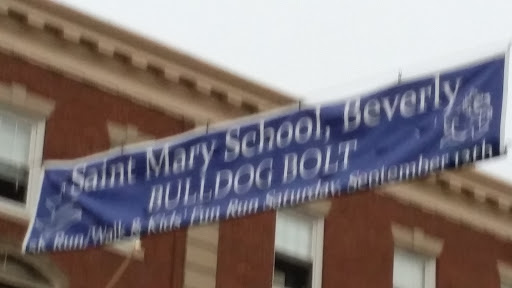 Saint Mary School, Beverly
BULLDOG BOLT
5k Run/Walk & Kids' Fun Run Saturday, September 13th